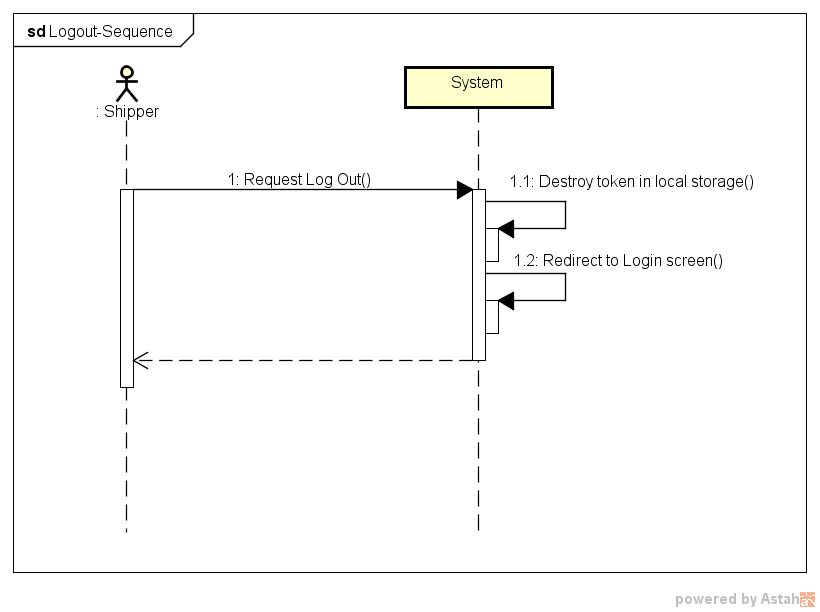 sd Logout-Sequence
: Shipper
System
1: Request Log Out()
1.1: Destroy token in local storage()
1.2: Redirect to Login screen()
powered by Astah